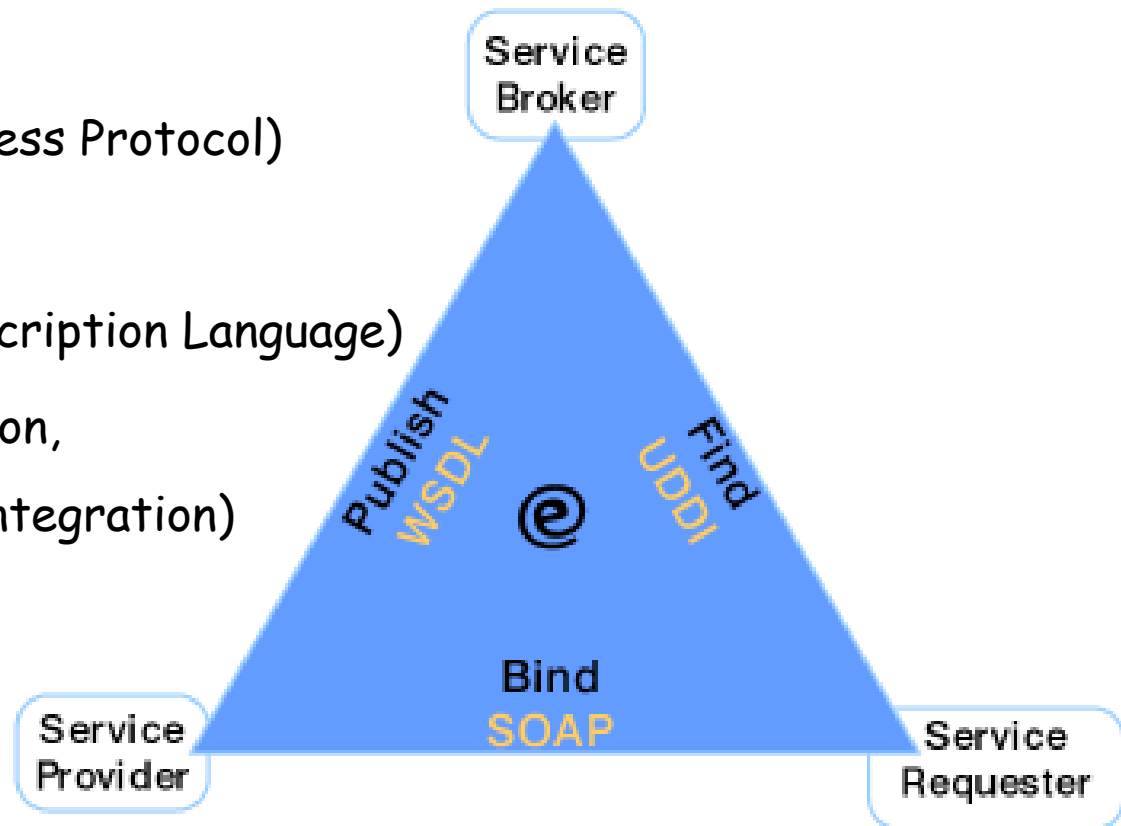 Service
Broker
ess Protocol)
cription Language)
on,
ntegration)
Publish
WSDL
Find
UDDI
@
Bind
SOAP
Service
Provider
Service
Requester